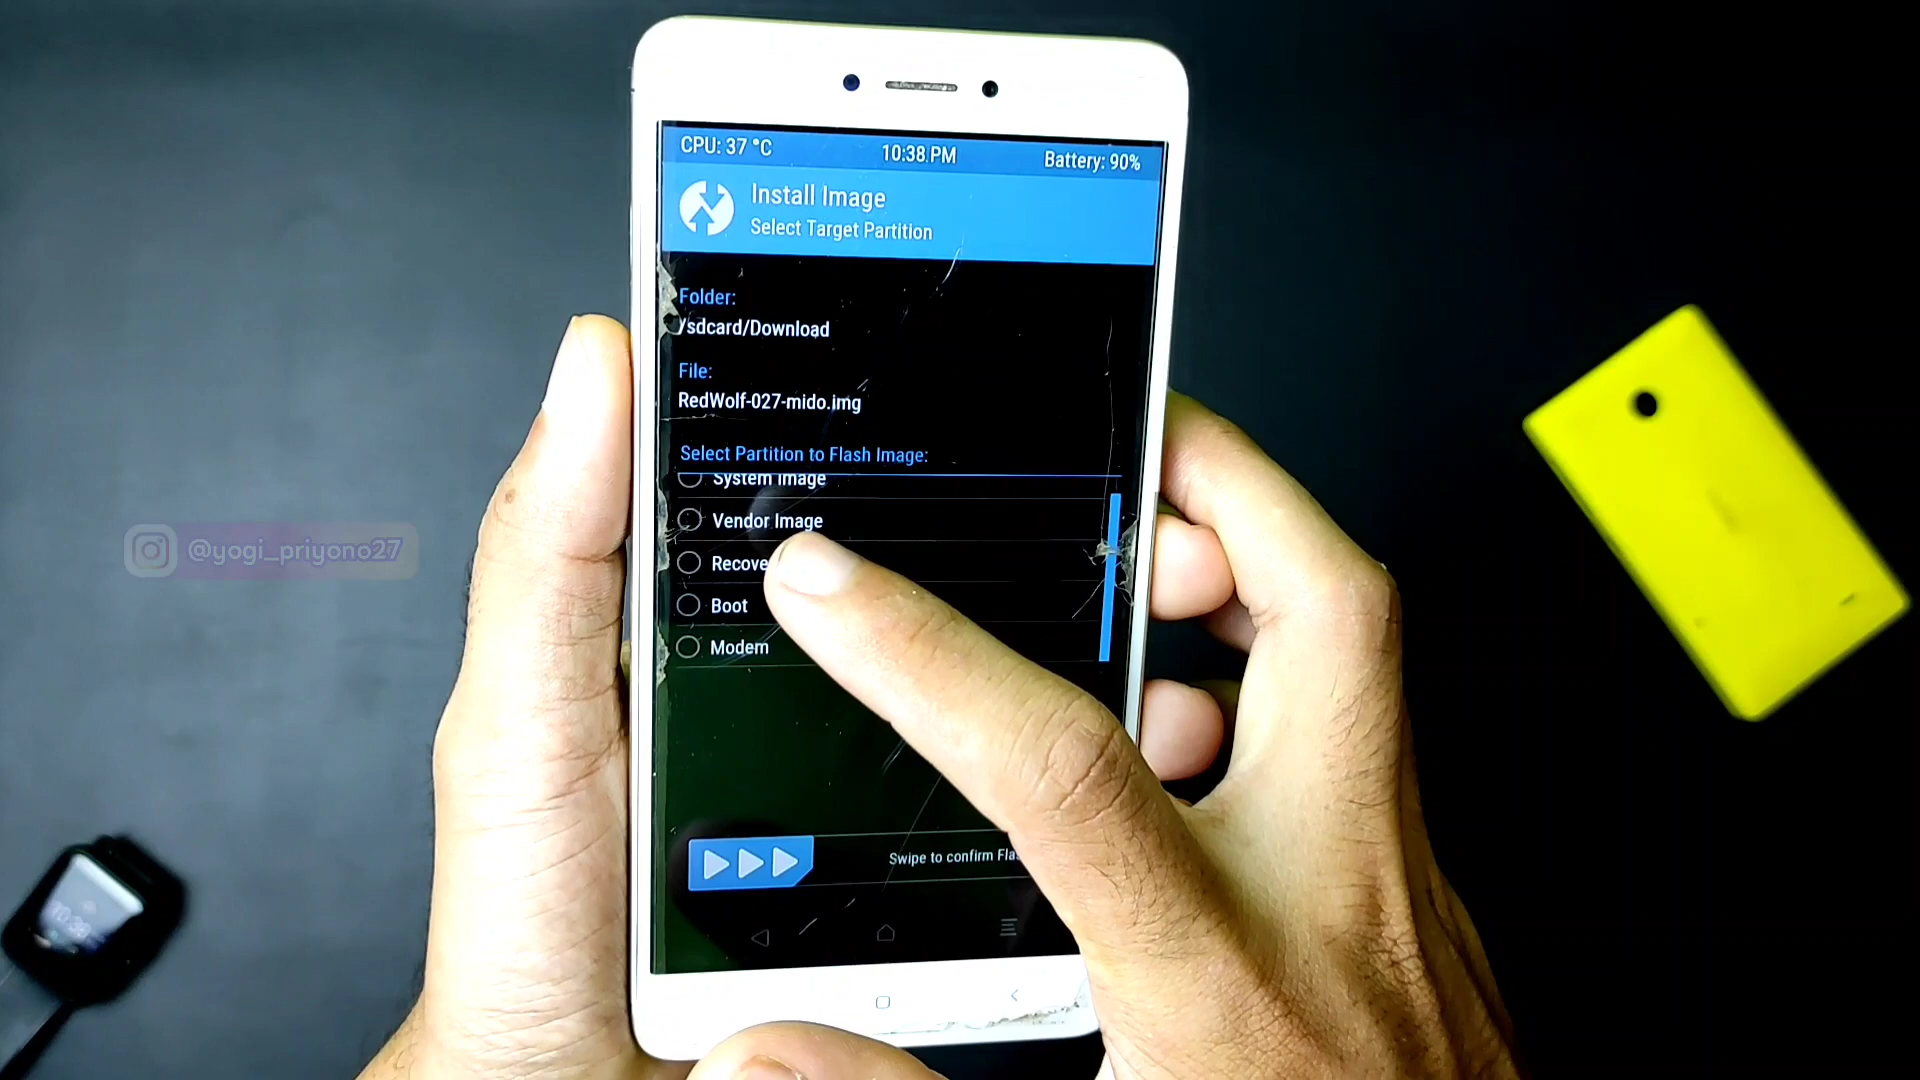 CPU: 37 °C
10:38 PM
Battery: 90%
Install Image
Select Target Partition
Folder:
/sdcard/Download
File:
RedWolf-027-mido.img
Select Partition to Flash Image:
System Image
Vendor Image
Recove
Boot
Modem
Swipe to confirm Flas
@yogi_priyono27